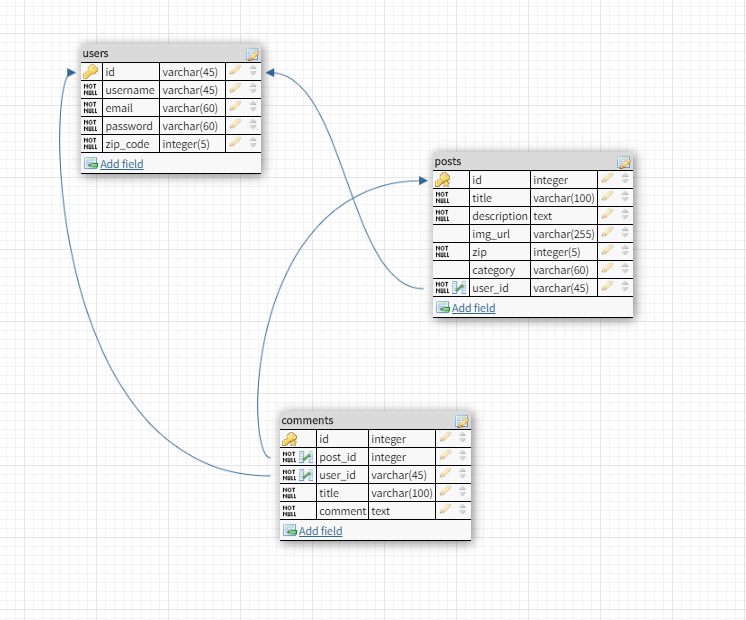 users
id varchar(45)
NOT NULL username varchar(45)
NOT NULL email varchar(60)
NOT NULL password varchar(60)
NOT NULL zip_code integer(5)
Add field
posts
id integer
NOT NULL title varchar(100)
NOT NULL description text
img_url varchar(255)
NOT NULL zip integer(5)
category varchar(60)
NOT NULL user_id varchar(45)
Add field
comments
id integer
NOT NULL post_id integer
NOT NULL user_id varchar(45)
NOT NULL title varchar(100)
NOT NULL comment text
Add field